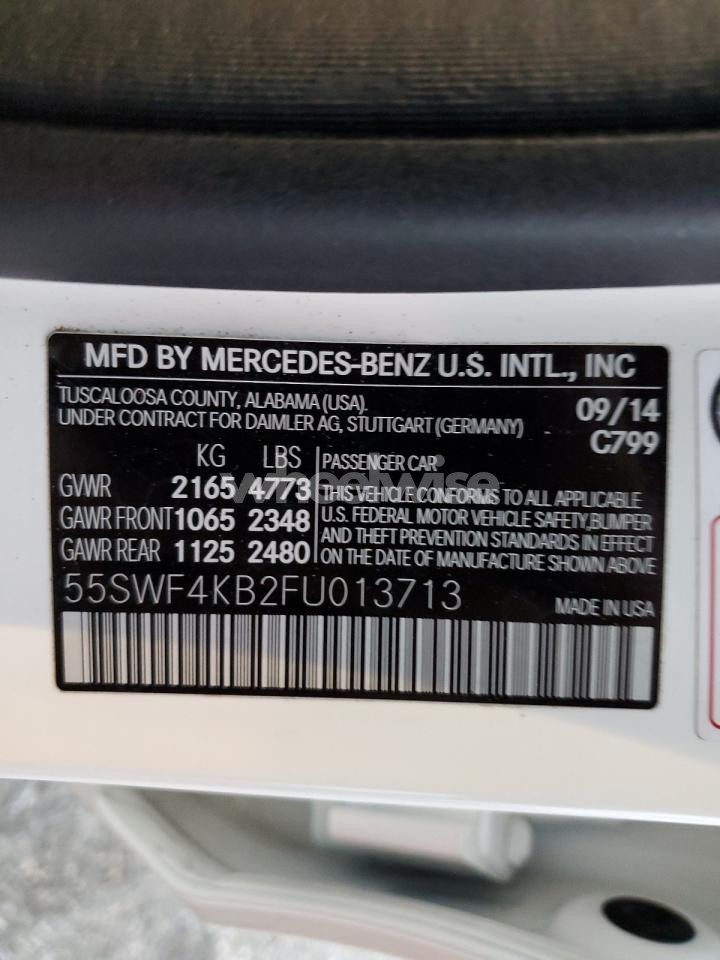 MFD BY MERCEDES-BENZ U.S. INTL., INC
TUSCALOOSA COUNTY, ALABAMA (USA).
UNDER CONTRACT FOR DAIMLER AG, STUTTGART (GERMANY)
09/14
C799
KG LBS
GVWR 2165 4773
GAWR FRONT 1065 2348
GAWR REAR 1125 2480
PASSENGER CAR
THIS VEHICLE CONFORMS TO ALL APPLICABLE
U.S. FEDERAL MOTOR VEHICLE SAFETY,BUMPER
AND THEFT PREVENTION STANDARDS IN EFFECT
ON THE DATE OF MANUFACTURE SHOWN ABOVE
55SWF4KB2FU013713
MADE IN USA